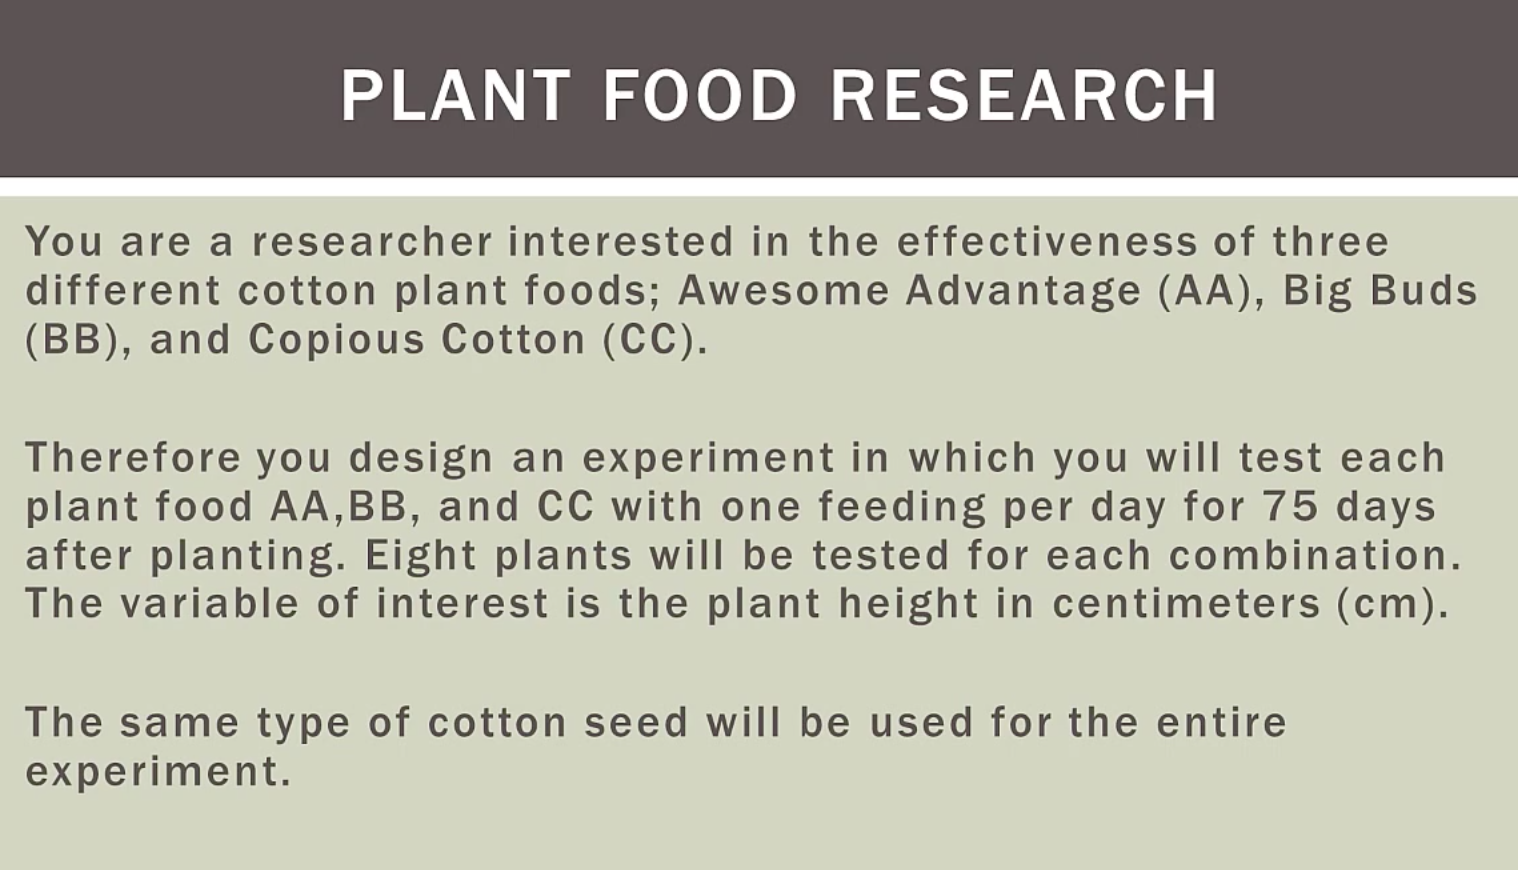 PLANT FOOD RESEARCH
You are a researcher interested in the effectiveness of three
different cotton plant foods; Awesome Advantage (AA), Big Buds
(BB), and Copious Cotton (CC).
Therefore you design an experiment in which you will test each
plant food AA,BB, and CC with one feeding per day for 75 days
after planting. Eight plants will be tested for each combination.
The variable of interest is the plant height in centimeters (cm).
The same type of cotton seed will be used for the entire
experiment.